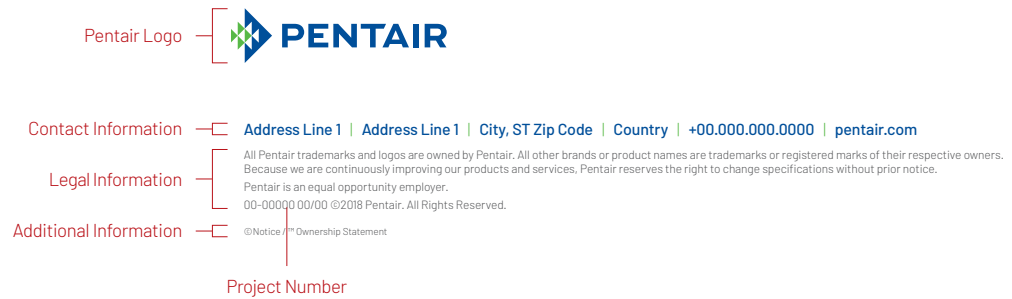 Pentair Logo
PENTAIR
Contact Information
Address Line 1 | Address Line 1 | City, ST Zip Code | Country | +00.000.000.0000 | pentair.com
Legal Information
All Pentair trademarks and logos are owned by Pentair. All other brands or product names are trademarks or registered marks of their respective owners.
Because we are continuously improving our products and services, Pentair reserves the right to change specifications without prior notice.
Pentair is an equal opportunity employer.
00-00000 00/00 ©2018 Pentair. All Rights Reserved.
Additional Information
©Notice / ™ Ownership Statement
Project Number